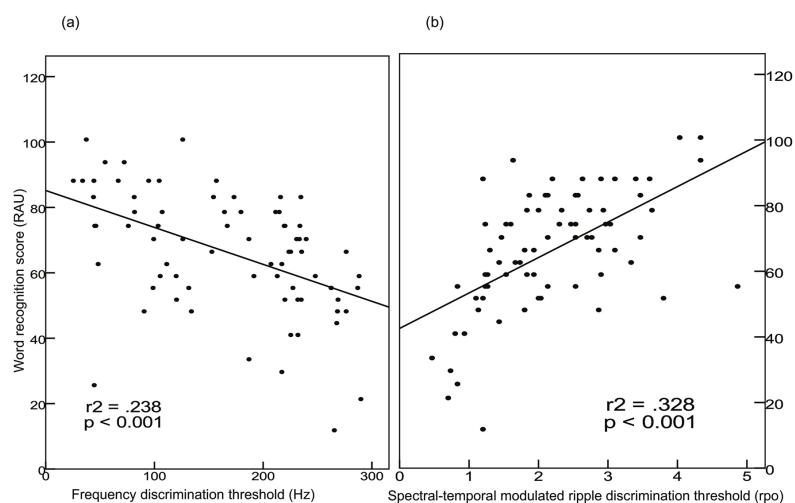 (a)
(b)
Word recognition score (RAU)
120
100
80
60
40
20
0
r2 = .238
p < 0.001
0 100 200 300
Frequency discrimination threshold (Hz)
120
100
80
60
40
20
0
r2 = .328
p < 0.001
0 1 2 3 4 5
Spectral-temporal modulated ripple discrimination threshold (rpo)